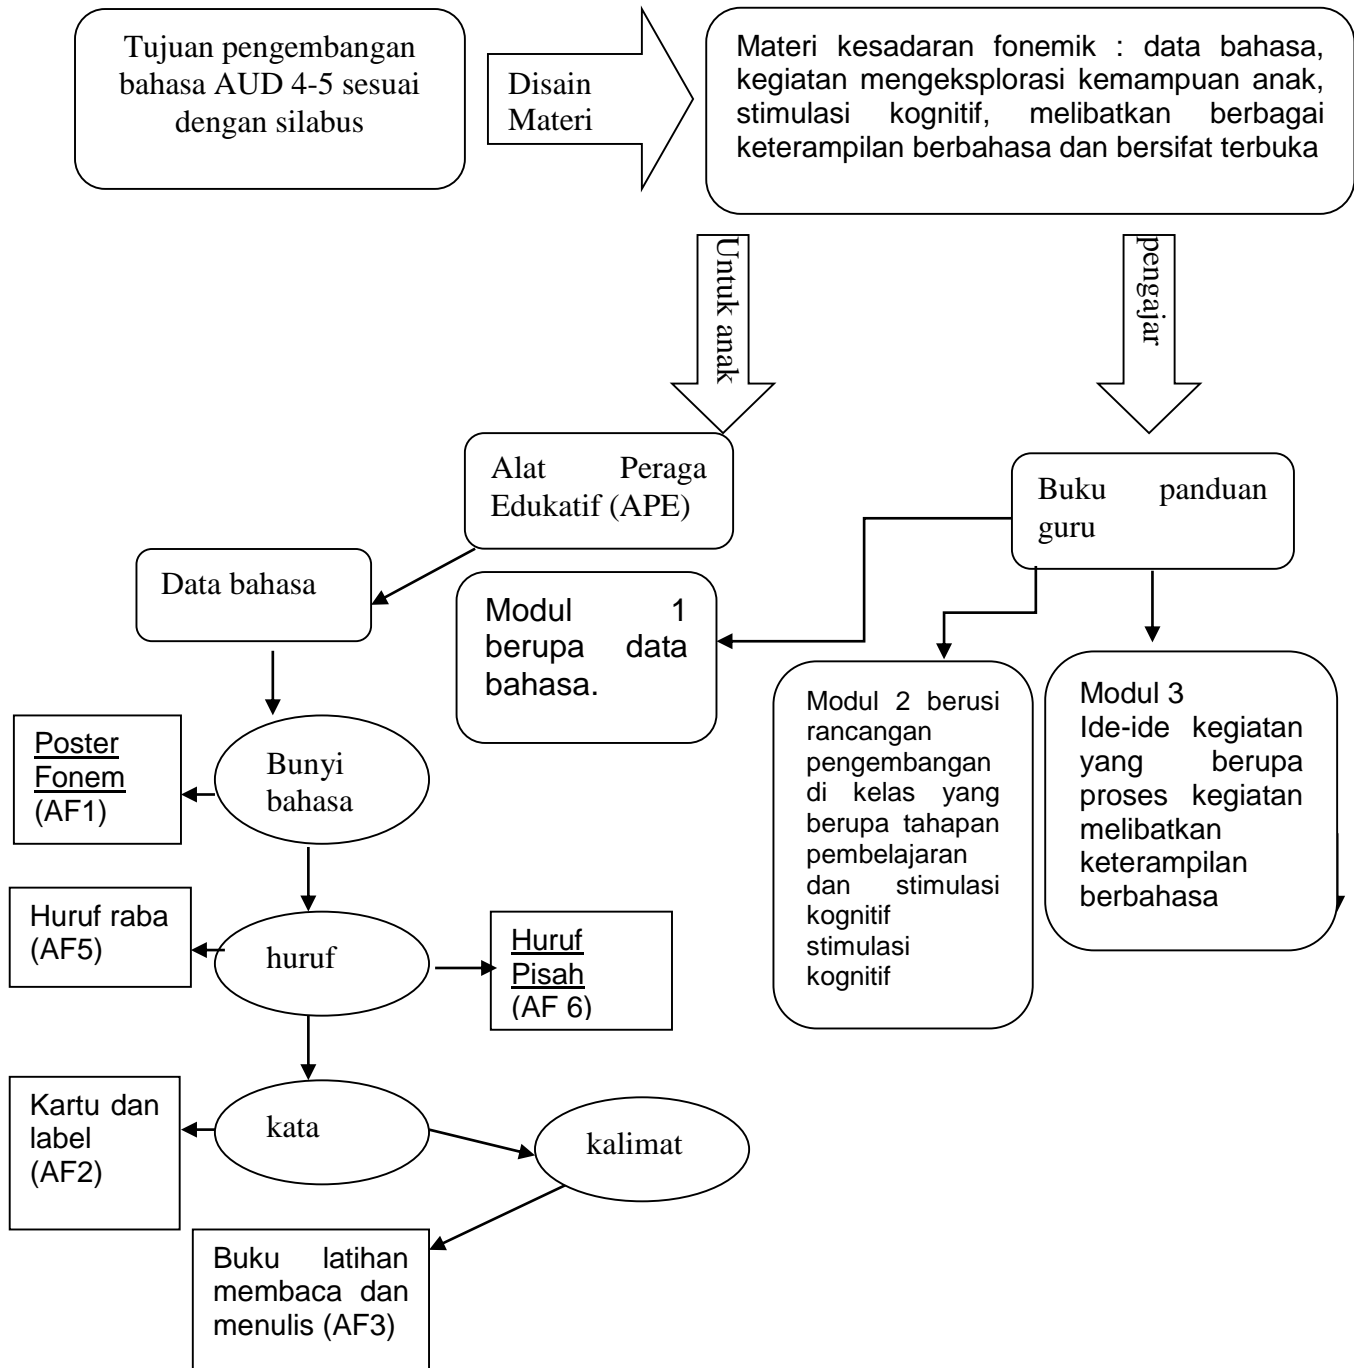 Tujuan pengembangan
bahasa AUD 4-5 sesuai
dengan silabus
Disain
Materi
Materi kesadaran fonemik : data bahasa,
kegiatan mengeksplorasi kemampuan anak,
stimulasi kognitif, melibatkan berbagai
keterampilan berbahasa dan bersifat terbuka
Untuk anak
pengajar
Alat Peraga
Edukatif (APE)
Buku panduan
guru
Data bahasa
Modul 1
berupa data
bahasa.
Modul 2 berusi
rancangan
pengembangan
di kelas yang
berupa tahapan
pembelajaran
dan stimulasi
kognitif
stimulasi
kognitif
Modul 3
Ide-ide kegiatan
yang berupa
proses kegiatan
melibatkan
keterampilan
berbahasa
Poster
Fonem
(AF1)
Bunyi
bahasa
Huruf raba
(AF5)
huruf
Huruf
Pisah
(AF 6)
Kartu dan
label
(AF2)
kata
kalimat
Buku latihan
membaca dan
menulis (AF3)